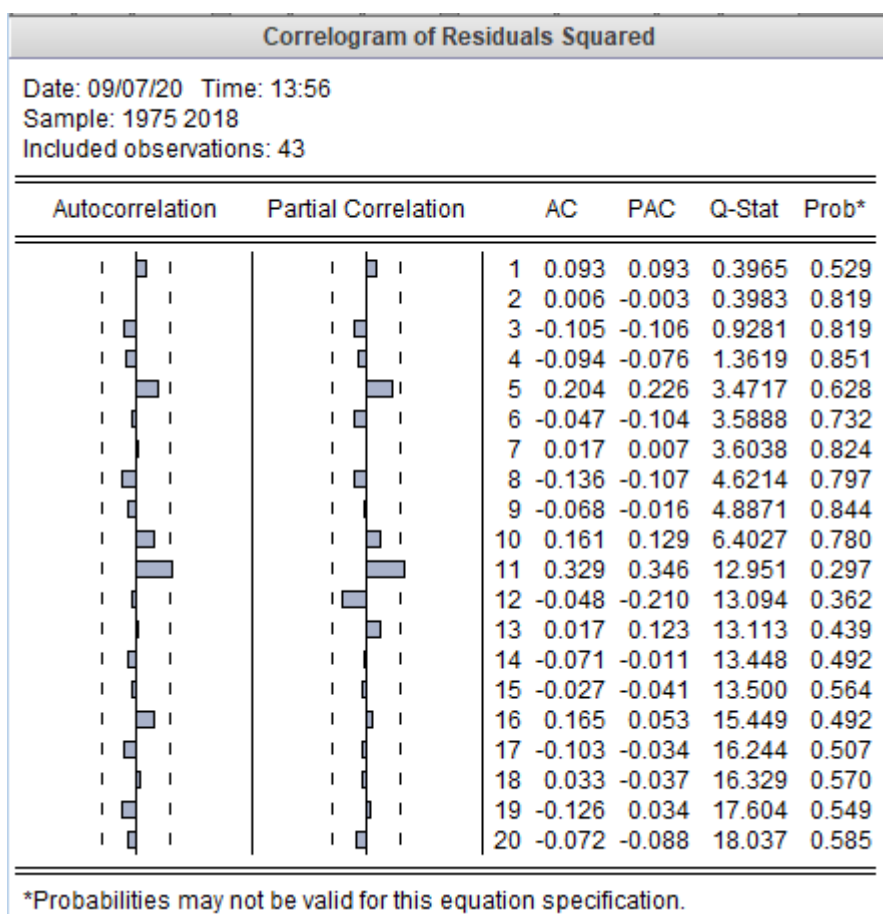 Correlogram of Residuals Squared
Date: 09/07/20 Time: 13:56
Sample: 1975 2018
Included observations: 43
Autocorrelation Partial Correlation AC PAC Q-Stat Prob*
1 0.093 0.093 0.3965 0.529
2 0.006 -0.003 0.3983 0.819
3 -0.105 -0.106 0.9281 0.819
4 -0.094 -0.076 1.3619 0.851
5 0.204 0.226 3.4717 0.628
6 -0.047 -0.104 3.5888 0.732
7 0.017 0.007 3.6038 0.824
8 -0.136 -0.107 4.6214 0.797
9 -0.068 -0.016 4.8871 0.844
10 0.161 0.129 6.4027 0.780
11 0.329 0.346 12.951 0.297
12 -0.048 -0.210 13.094 0.362
13 0.017 0.123 13.113 0.439
14 -0.071 -0.011 13.448 0.492
15 -0.027 -0.041 13.500 0.564
16 0.165 0.053 15.449 0.492
17 -0.103 -0.034 16.244 0.507
18 0.033 -0.037 16.329 0.570
19 -0.126 0.034 17.604 0.549
20 -0.072 -0.088 18.037 0.585
*Probabilities may not be valid for this equation specification.